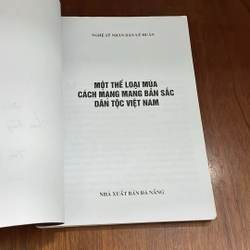 NGHỆ SỸ NHÂN DÂN LÊ HUÂN
MỘT THỂ LOẠI MÚA
CÁCH MẠNG MANG BẢN SẮC
DÂN TỘC VIỆT NAM
NHÀ XUẤT BẢN ĐÀ NẴNG